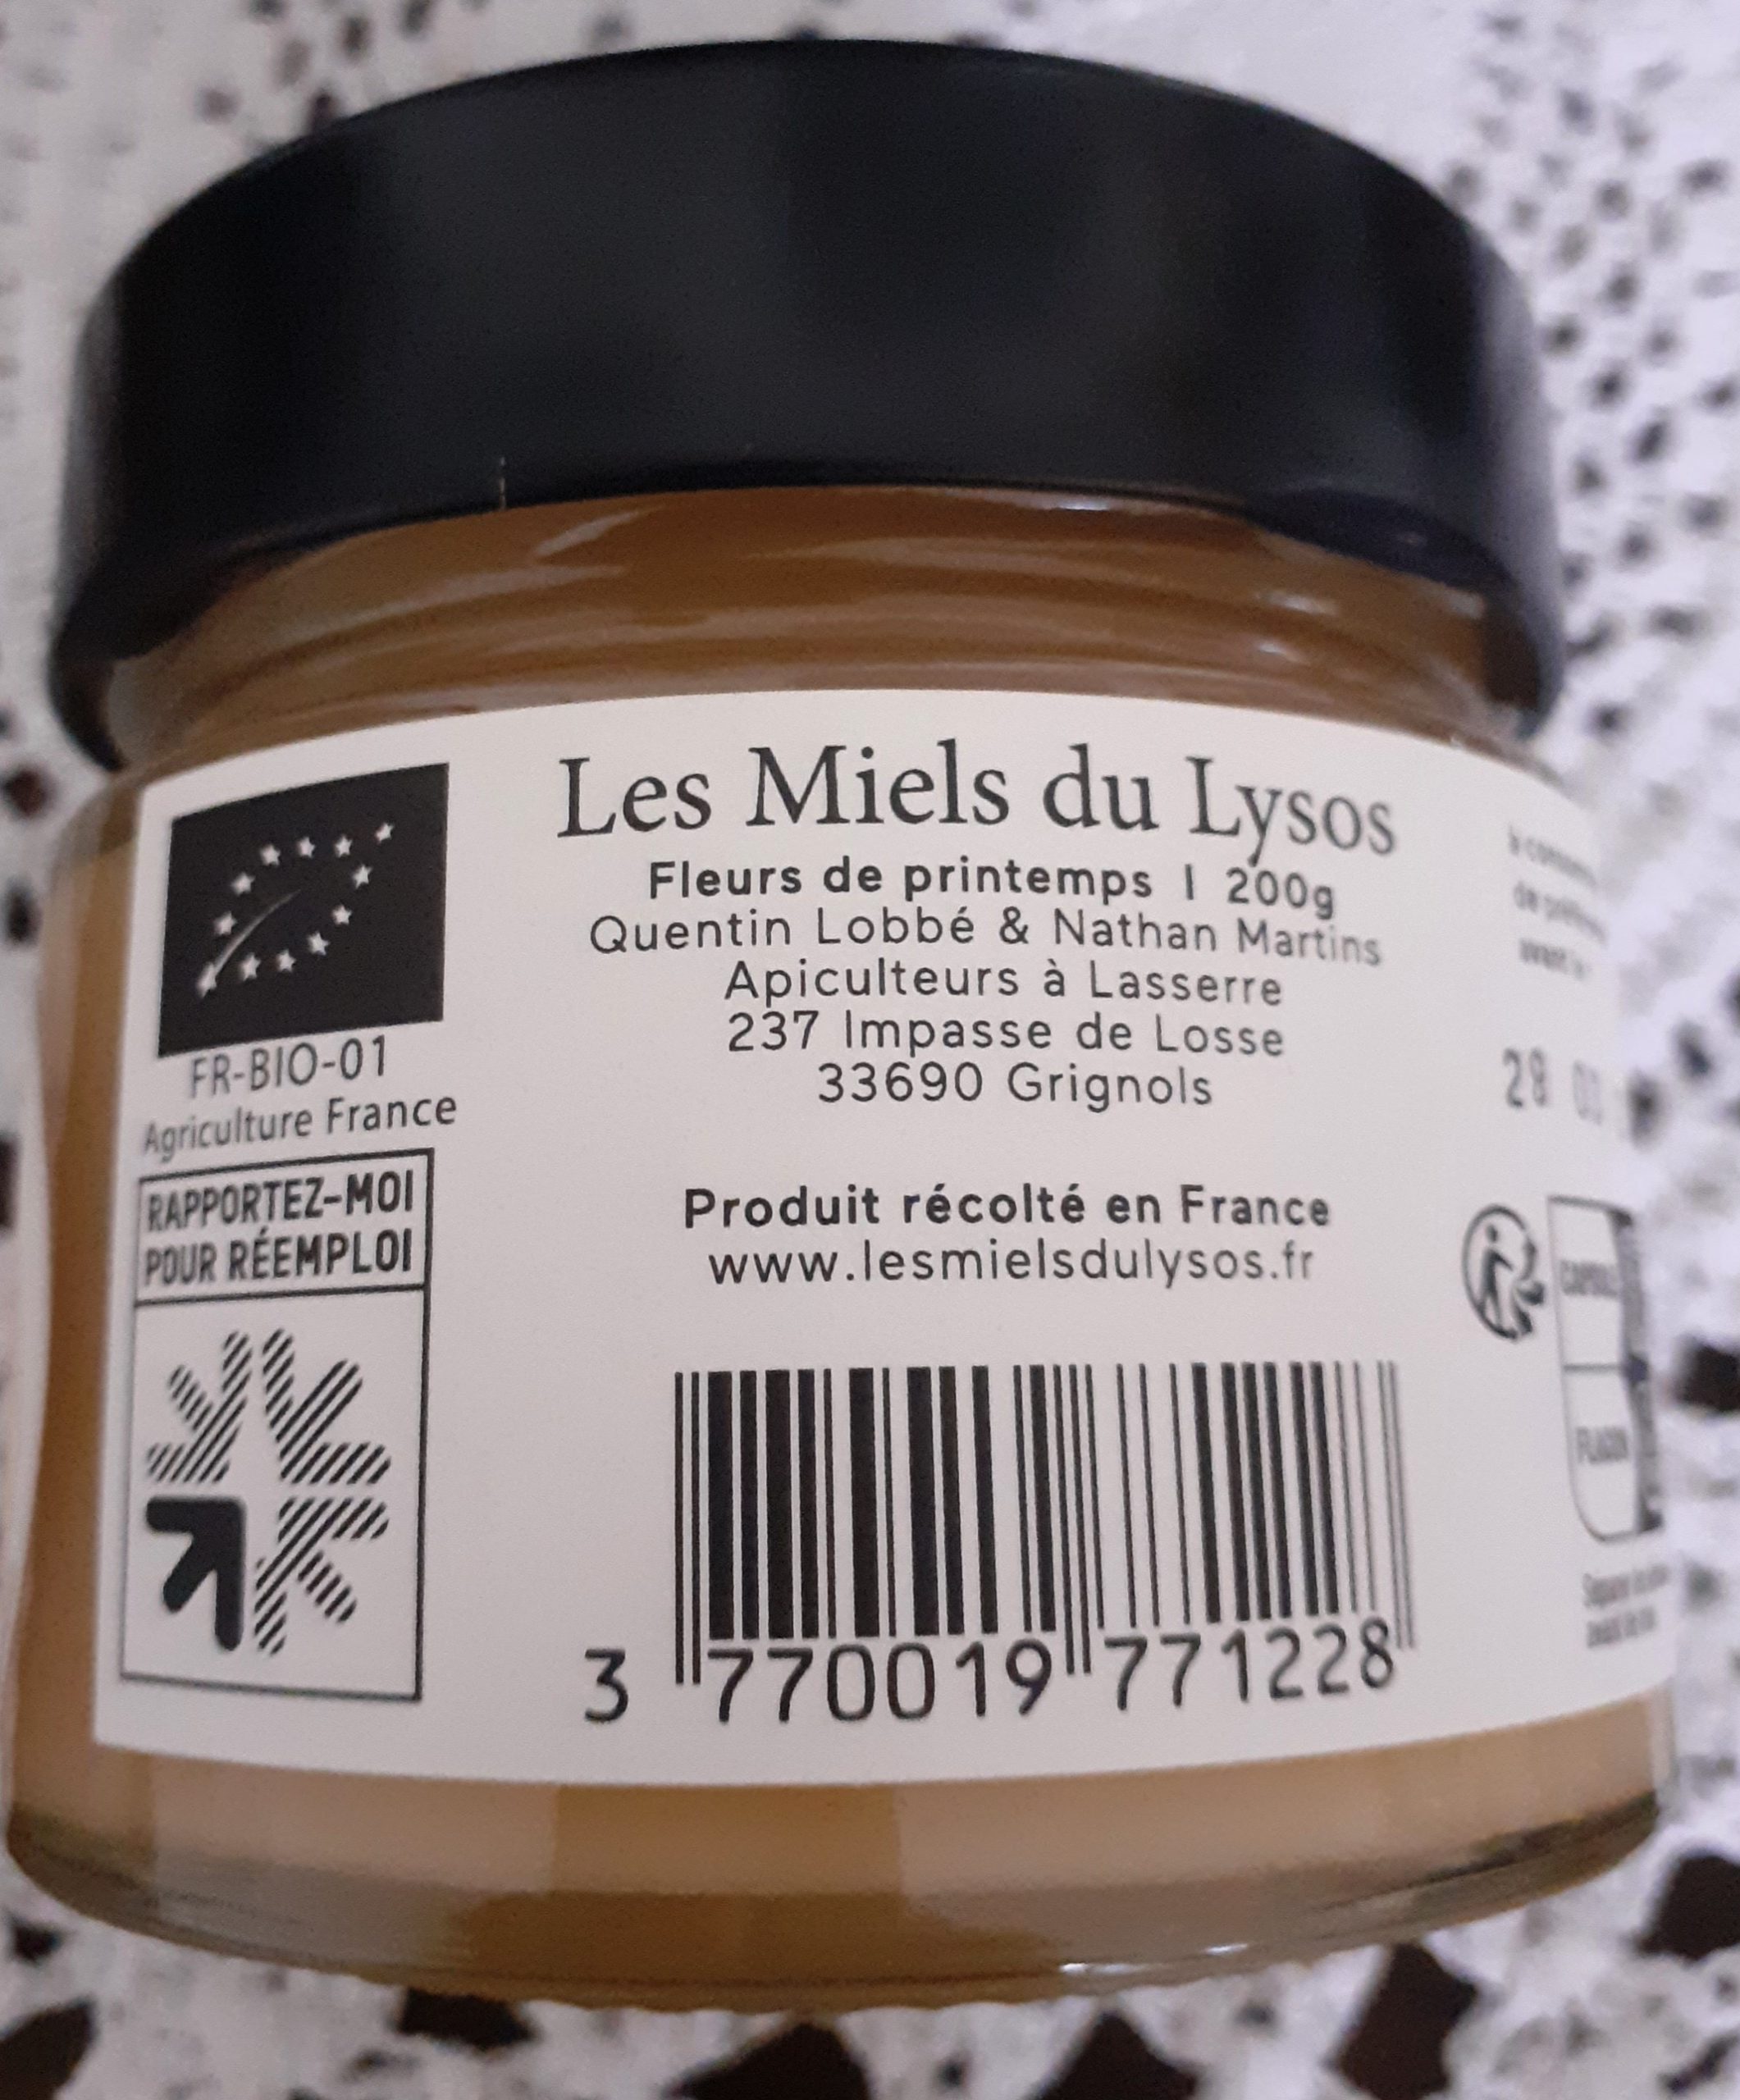 Les Miels du Lysos
Fleurs de printemps | 200g
Quentin Lobbé & Nathan Martins
Apiculteurs à Lasserre
237 Impasse de Losse
33690 Grignols
Produit récolté en France
www.lesmielsdulysos.fr
3 770019 771228
FR-BIO-01
Agriculture France
RAPPORTEZ-MOI
POUR RÉEMPLOI
28
FLACON